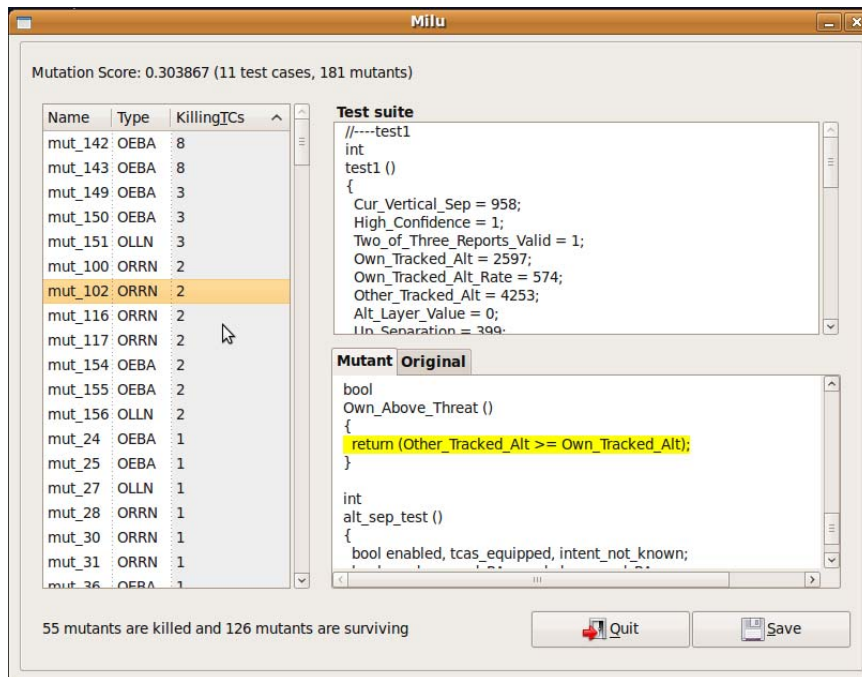 Milu
Mutation Score: 0.303867 (11 test cases, 181 mutants)
Name Type KillingTCs
mut_142 OEBA 8
mut_143 OEBA 8
mut_149 OEBA 3
mut_150 OEBA 3
mut_151 OLLN 3
mut_100 ORRN 2
mut_102 ORRN 2
mut_116 ORRN 2
mut_117 ORRN 2
mut_154 OEBA 2
mut_155 OEBA 2
mut_156 OLLN 2
mut_24 OEBA 1
mut_25 OEBA 1
mut_27 OLLN 1
mut_28 ORRN 1
mut_30 ORRN 1
mut_31 ORRN 1
mut_36 OEBA 1
Test suite
//----test1
int
test1 ()
{
Cur_Vertical_Sep = 958;
High_Confidence = 1;
Two_of_Three_Reports_Valid = 1;
Own_Tracked_Alt = 2597;
Own_Tracked_Alt_Rate = 574;
Other_Tracked_Alt = 4253;
Alt_Layer_Value = 0;
Up_Separation = 399;
Mutant Original
bool
Own_Above_Threat ()
{
return (Other_Tracked_Alt >= Own_Tracked_Alt);
}
int
alt_sep_test ()
{
bool enabled, tcas_equipped, intent_not_known;
55 mutants are killed and 126 mutants are surviving
Quit
Save